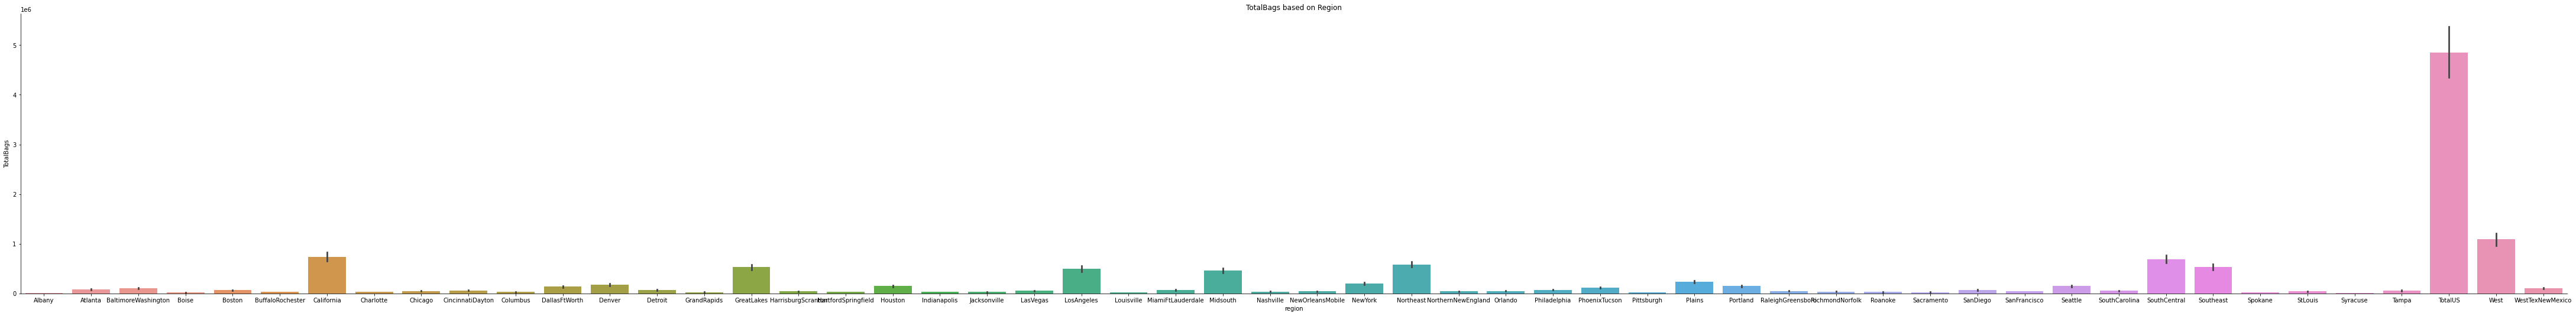 TotalBags based on Region
1e6
5
4
3
2
1
0
TotalBags
Albany Atlanta BaltimoreWashington Boise Boston BuffaloRochester California Charlotte Chicago CincinnatiDayton Columbus DallasFtWorth Denver Detroit GrandRapids GreatLakes HarrisburgScranton HartfordSpringfield Houston Indianapolis Jacksonville LasVegas LosAngeles Louisville MiamiFtLauderdale Midsouth Nashville NewOrleansMobile NewYork Northeast NorthernNewEngland Orlando Philadelphia PhoenixTucson Pittsburgh Plains Portland RaleighGreensboro RichmondNorfolk Roanoke Sacramento SanDiego SanFrancisco Seattle SouthCarolina SouthCentral Southeast Spokane StLouis Syracuse Tampa TotalUS West WestTexNewMexico
region